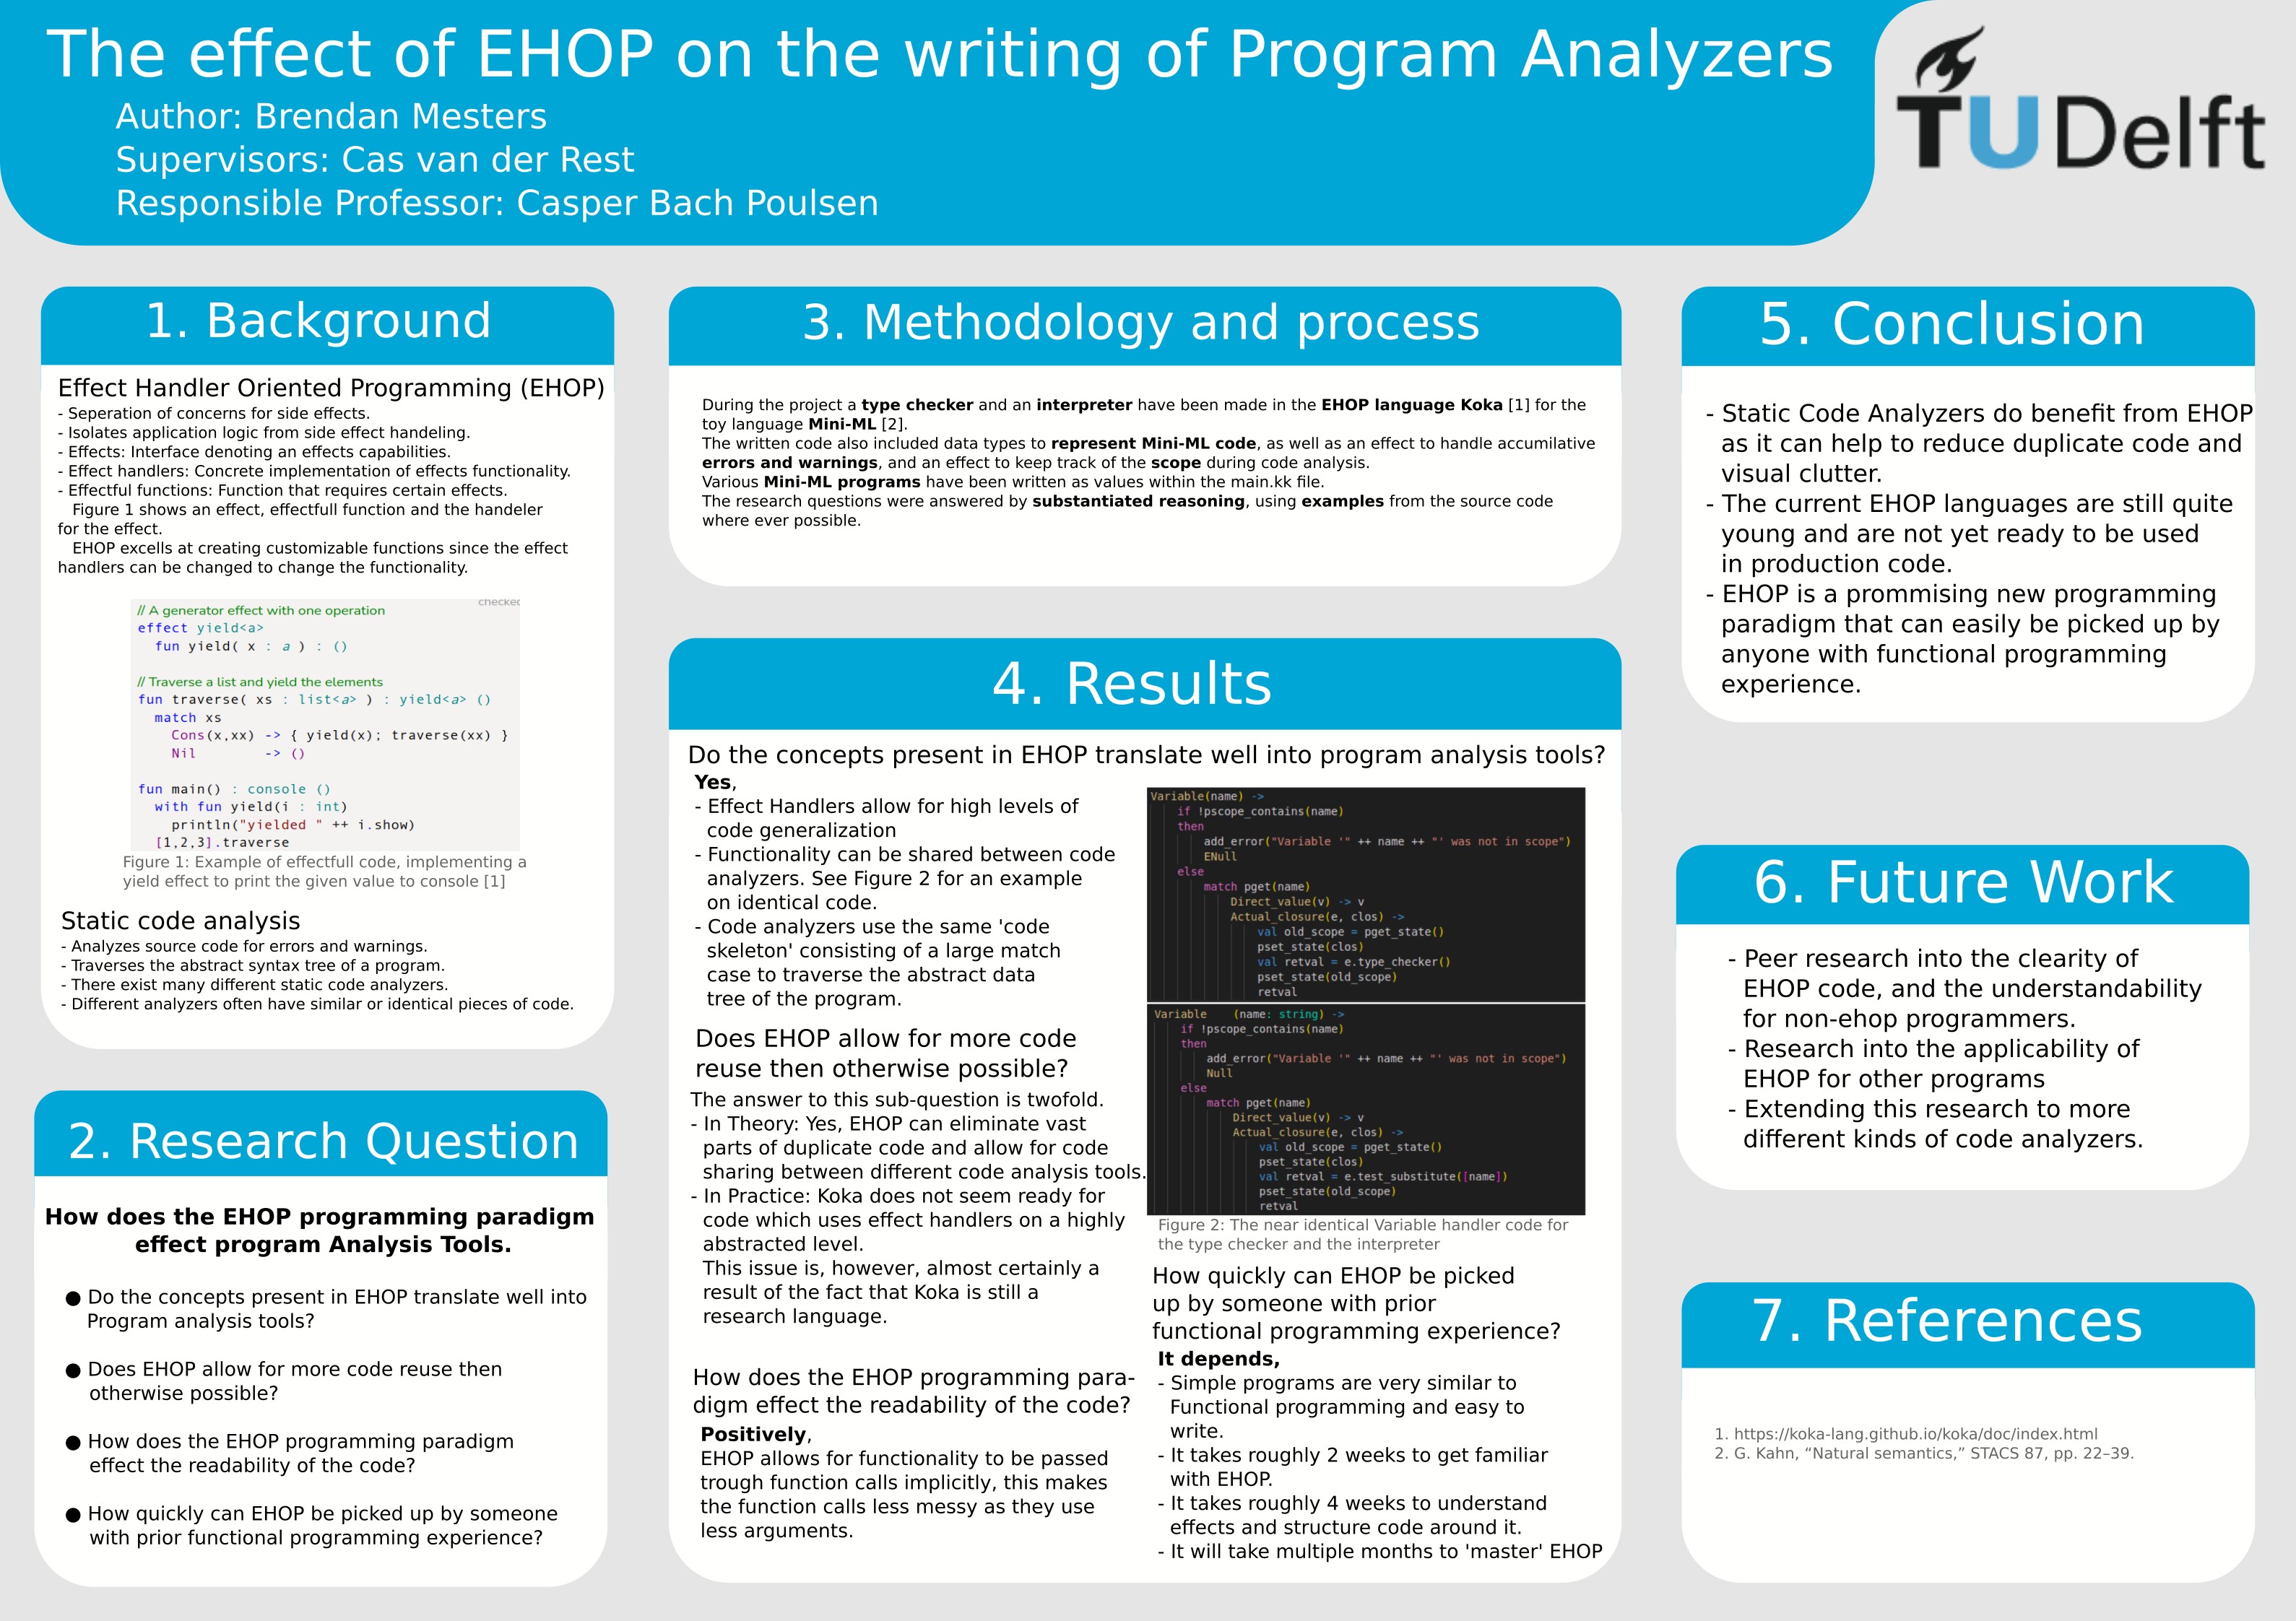 The effect of EHOP on the writing of Program Analyzers
Author: Brendan Mesters
Supervisors: Cas van der Rest
Responsible Professor: Casper Bach Poulsen
TU Delft
1. Background
Effect Handler Oriented Programming (EHOP)
- Seperation of concerns for side effects.
- Isolates application logic from side effect handeling.
- Effects: Interface denoting an effects capabilities.
- Effect handlers: Concrete implementation of effects functionality.
- Effectful functions: Function that requires certain effects.
Figure 1 shows an effect, effectfull function and the handeler
for the effect.
EHOP excells at creating customizable functions since the effect
handlers can be changed to change the functionality.
checked
// A generator effect with one operation
effect yield<a>
fun yield( x : a ) : ()
// Traverse a list and yield the elements
fun traverse( xs : list<a> ) : yield<a> ()
match xs
Cons(x,xx) -> { yield(x); traverse(xx) }
Nil -> ()
fun main() : console ()
with fun yield(i : int)
println("yielded " ++ i.show)
[1,2,3].traverse
Figure 1: Example of effectfull code, implementing a
yield effect to print the given value to console [1]
Static code analysis
- Analyzes source code for errors and warnings.
- Traverses the abstract syntax tree of a program.
- There exist many different static code analyzers.
- Different analyzers often have similar or identical pieces of code.
2. Research Question
How does the EHOP programming paradigm
effect program Analysis Tools.
● Do the concepts present in EHOP translate well into
Program analysis tools?
● Does EHOP allow for more code reuse then
otherwise possible?
● How does the EHOP programming paradigm
effect the readability of the code?
● How quickly can EHOP be picked up by someone
with prior functional programming experience?
3. Methodology and process
During the project a type checker and an interpreter have been made in the EHOP language Koka [1] for the
toy language Mini-ML [2].
The written code also included data types to represent Mini-ML code, as well as an effect to handle accumilative
errors and warnings, and an effect to keep track of the scope during code analysis.
Various Mini-ML programs have been written as values within the main.kk file.
The research questions were answered by substantiated reasoning, using examples from the source code
where ever possible.
4. Results
Do the concepts present in EHOP translate well into program analysis tools?
Yes,
- Effect Handlers allow for high levels of
code generalization
- Functionality can be shared between code
analyzers. See Figure 2 for an example
on identical code.
- Code analyzers use the same 'code
skeleton' consisting of a large match
case to traverse the abstract data
tree of the program.
Does EHOP allow for more code
reuse then otherwise possible?
The answer to this sub-question is twofold.
- In Theory: Yes, EHOP can eliminate vast
parts of duplicate code and allow for code
sharing between different code analysis tools.
- In Practice: Koka does not seem ready for
code which uses effect handlers on a highly
abstracted level.
This issue is, however, almost certainly a
result of the fact that Koka is still a
research language.
How does the EHOP programming para-
digm effect the readability of the code?
Positively,
EHOP allows for functionality to be passed
trough function calls implicitly, this makes
the function calls less messy as they use
less arguments.
Variable(name) ->
if !pscope_contains(name)
then
add_error("Variable '" ++ name ++ "' was not in scope")
ENull
else
match pget(name)
Direct_value(v) -> v
Actual_closure(e, clos) ->
val old_scope = pget_state()
pset_state(clos)
val retval = e.type_checker()
pset_state(old_scope)
retval
Variable (name: string) ->
if !pscope_contains(name)
then
add_error("Variable '" ++ name ++ "' was not in scope")
Null
else
match pget(name)
Direct_value(v) -> v
Actual_closure(e, clos) ->
val old_scope = pget_state()
pset_state(clos)
val retval = e.test_substitute([name])
pset_state(old_scope)
retval
Figure 2: The near identical Variable handler code for
the type checker and the interpreter
How quickly can EHOP be picked
up by someone with prior
functional programming experience?
It depends,
- Simple programs are very similar to
Functional programming and easy to
write.
- It takes roughly 2 weeks to get familiar
with EHOP.
- It takes roughly 4 weeks to understand
effects and structure code around it.
- It will take multiple months to 'master' EHOP
5. Conclusion
- Static Code Analyzers do benefit from EHOP
as it can help to reduce duplicate code and
visual clutter.
- The current EHOP languages are still quite
young and are not yet ready to be used
in production code.
- EHOP is a prommising new programming
paradigm that can easily be picked up by
anyone with functional programming
experience.
6. Future Work
- Peer research into the clearity of
EHOP code, and the understandability
for non-ehop programmers.
- Research into the applicability of
EHOP for other programs
- Extending this research to more
different kinds of code analyzers.
7. References
1. https://koka-lang.github.io/koka/doc/index.html
2. G. Kahn, “Natural semantics,” STACS 87, pp. 22–39.